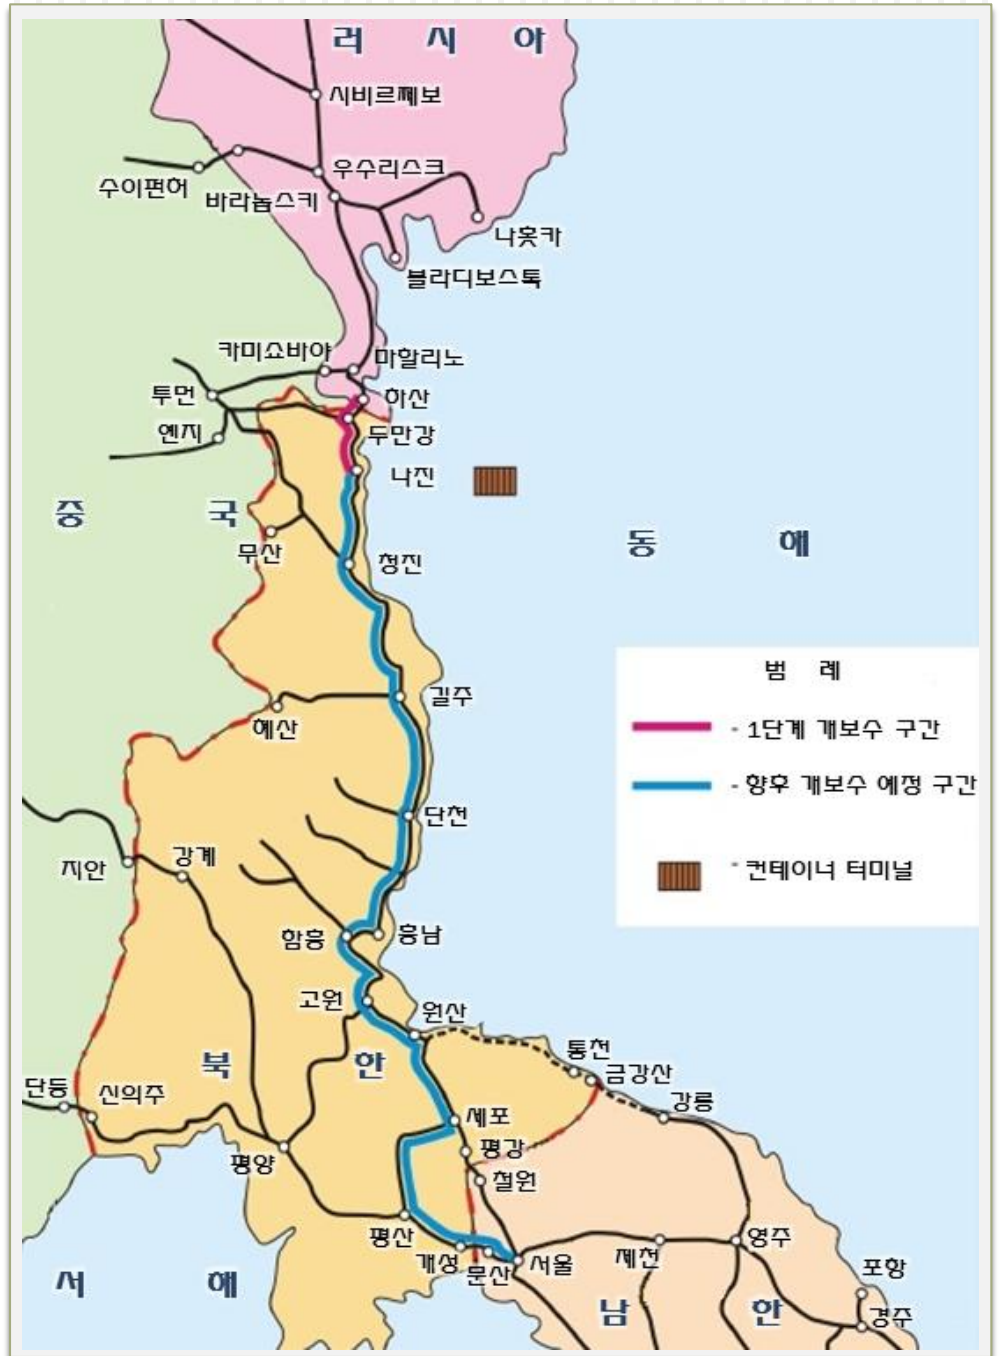 러 시 아
시비르쩨보
우수리스크
수이펀허
바라놉스키
나홋카
블라디보스톡
카미쇼바야
마할리노
투먼
하산
옌지
두만강
나진
중 국
동 해
무산
청진
범 례
길주
혜산
- 1단계 개보수 구간
- 향후 개보수 예정 구간
단천
지안
강계
- 컨테이너 터미널
함흥
흥남
고원
원산
통천
북 한
금강산
단둥
신의주
강릉
세포
평양
평강
철원
평산
개성
문산
서울
제천
영주
서 해
포항
남 한
경주